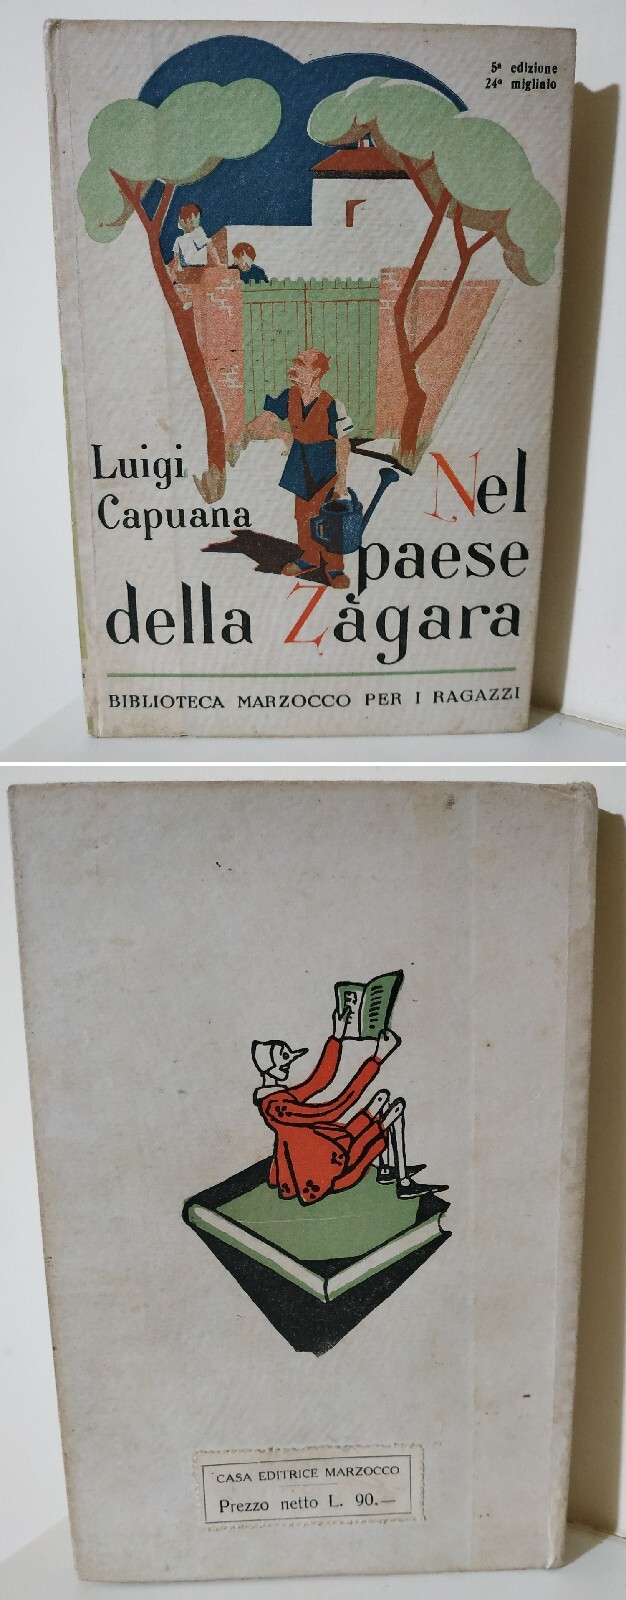 5ª edizione
24º migliaio
Luigi
Capuana
Nel
paese
della Zàgara
BIBLIOTECA MARZOCCO PER I RAGAZZI
CASA EDITRICE MARZOCCO
Prezzo netto L. 90.—